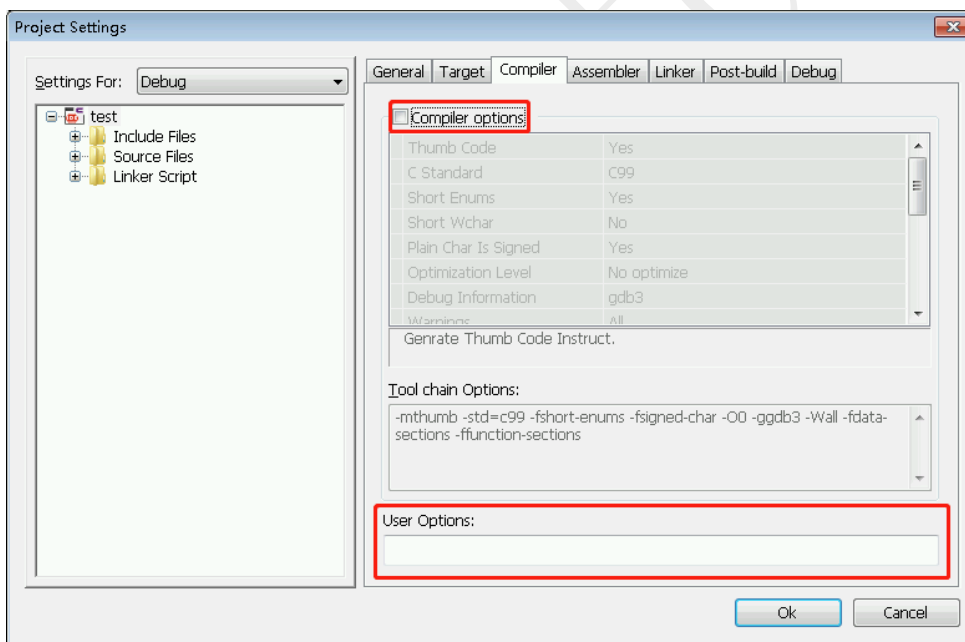 Project Settings
Settings For: Debug
General Target Compiler Assembler Linker Post-build Debug
test
Include Files
Source Files
Linker Script
Compiler options
Thumb Code Yes
C Standard C99
Short Enums Yes
Short Wchar No
Plain Char Is Signed Yes
Optimization Level No optimize
Debug Information gdb3
Warnings All
Genrate Thumb Code Instruct.
Tool chain Options:
-mthumb -std=c99 -fshort-enums -fsigned-char -O0 -ggdb3 -Wall -fdata-
sections -ffunction-sections
User Options:
Ok Cancel